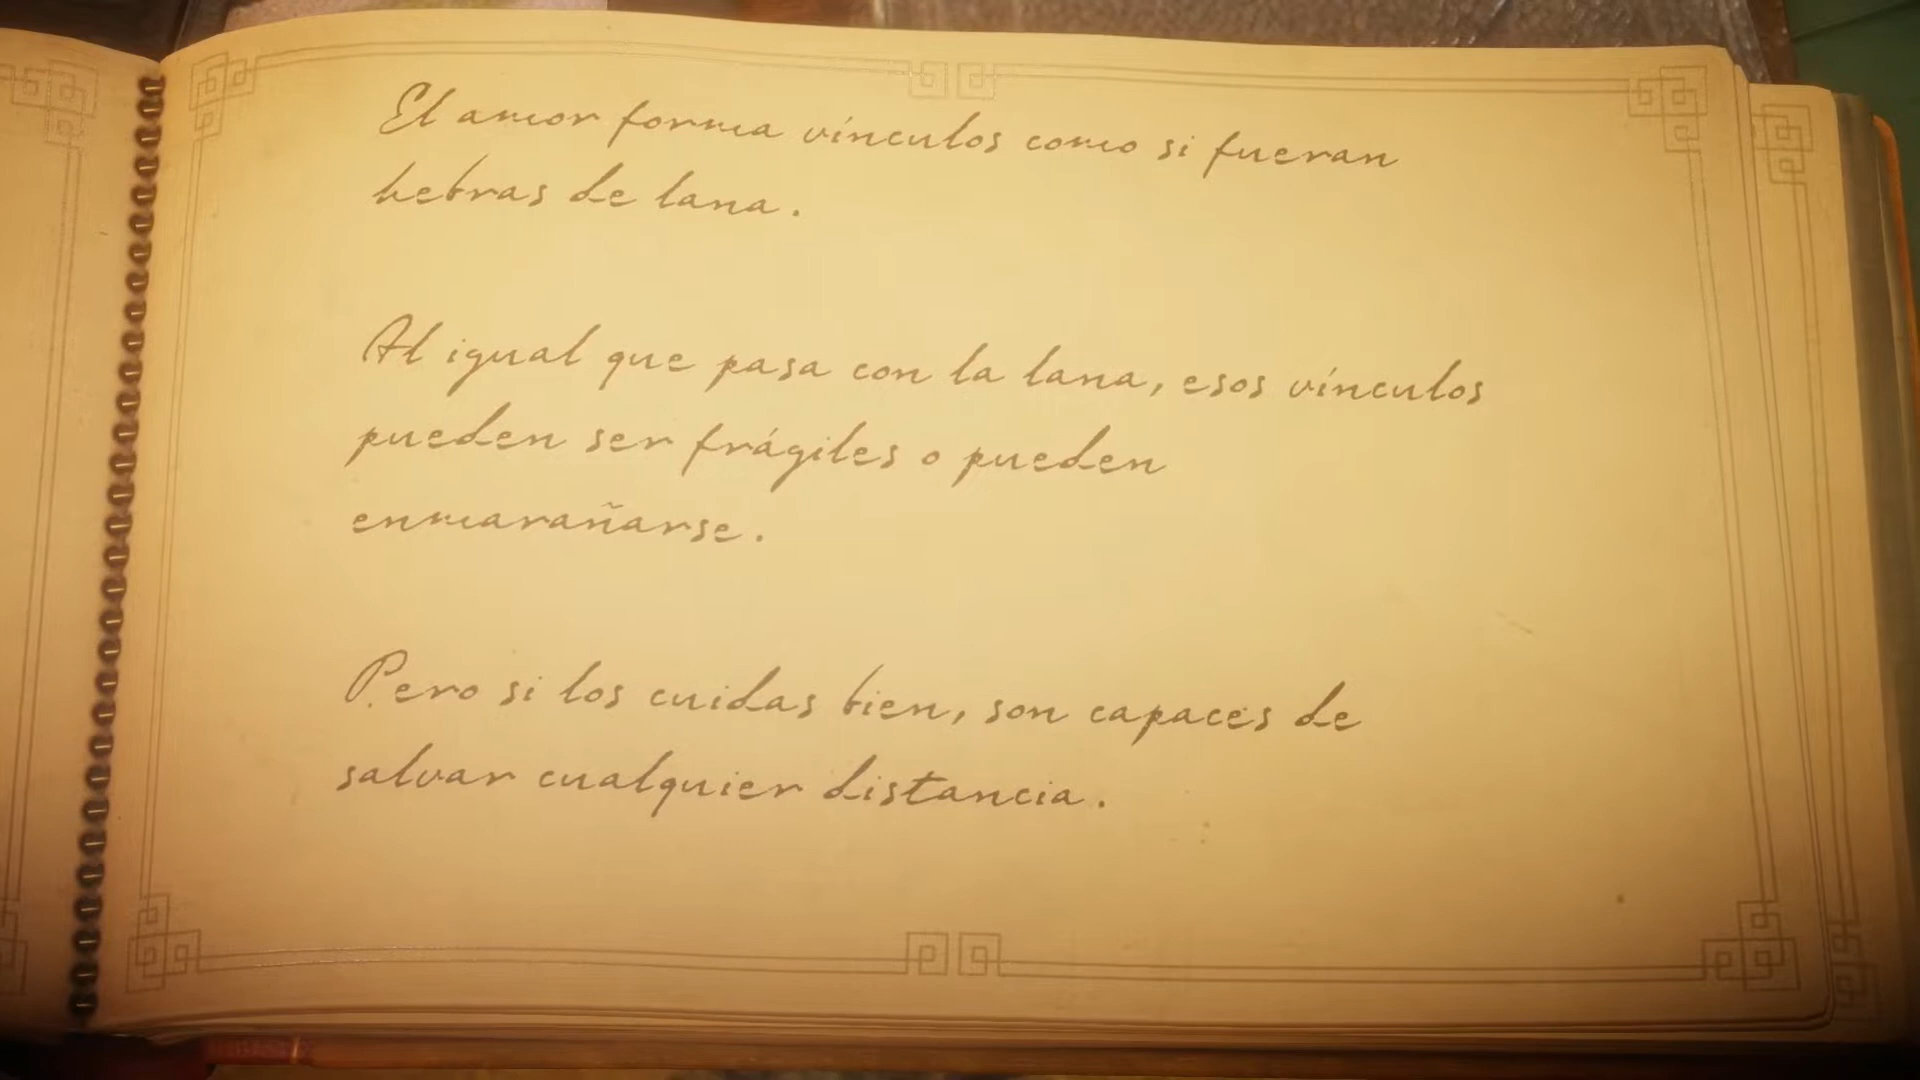 El amor forma vínculos como si fueran
hebras de lana.
Al igual que pasa con la lana, esos vínculos
pueden ser frágiles o pueden
enmarañarse.
Pero si los cuidas bien, son capaces de
salvar cualquier distancia.